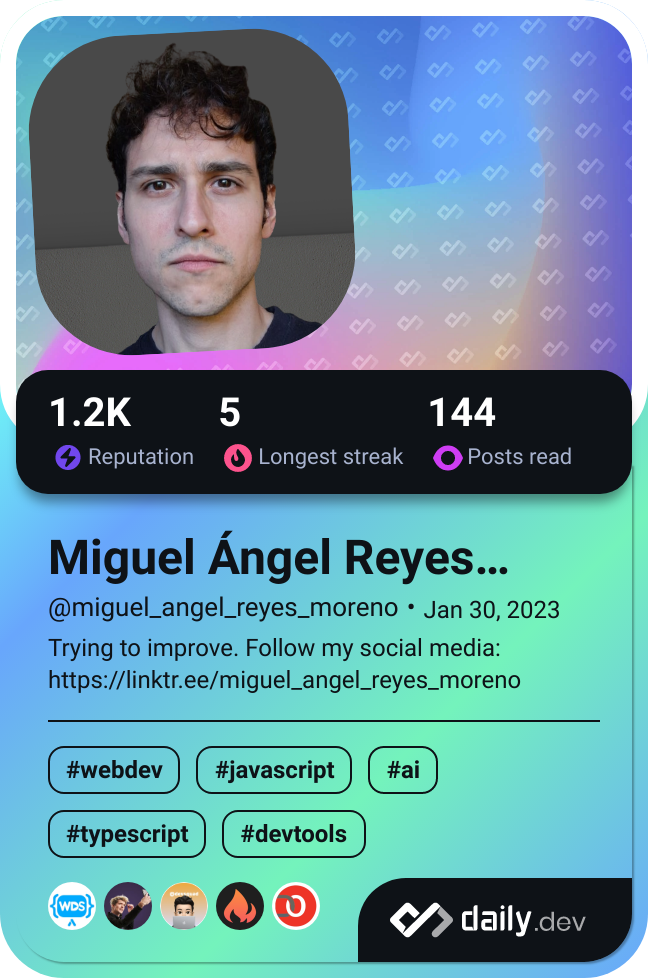 1.2K 5 144
Reputation Longest streak Posts read
Miguel Ángel Reyes…
@miguel_angel_reyes_moreno • Jan 30, 2023
Trying to improve. Follow my social media:
https://linktr.ee/miguel_angel_reyes_moreno
#webdev #javascript #ai
#typescript #devtools
WDS
daily.dev